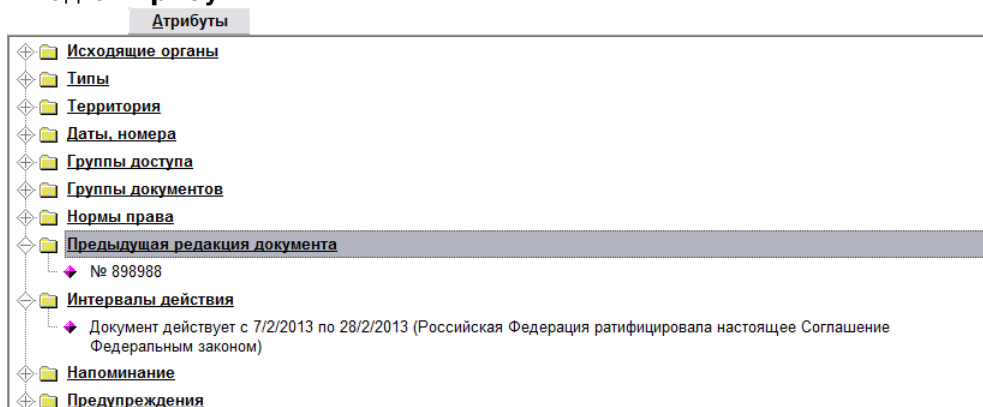 Атрибуты
Исходящие органы
Типы
Территория
Даты, номера
Группы доступа
Группы документов
Нормы права
Предыдущая редакция документа
№ 898988
Интервалы действия
Документ действует с 7/2/2013 по 28/2/2013 (Российская Федерация ратифицировала настоящее Соглашение
Федеральным законом)
Напоминание
Предупреждения